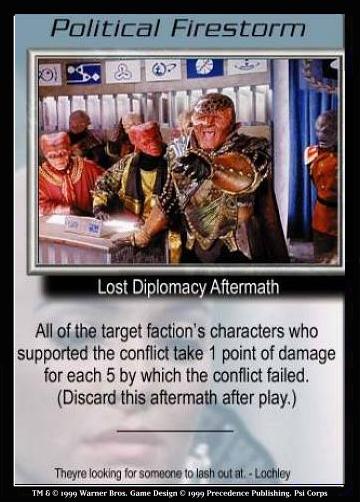 Political Firestorm
Lost Diplomacy Aftermath
All of the target faction's characters who
supported the conflict take 1 point of damage
for each 5 by which the conflict failed.
(Discard this aftermath after play.)
Theyre looking for someone to lash out at. - Lochley
TM & © 1999 Warner Bros. Game Design © 1999 Precedence Publishing. Psi Corps